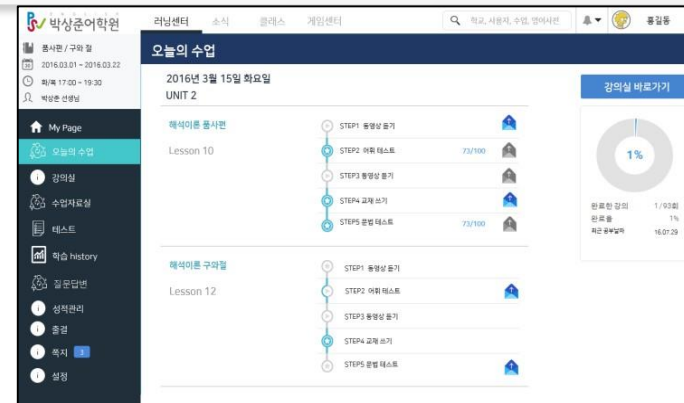 박상준어학원
러닝센터 소식 클래스 게임센터
학교, 사용자, 수업, 영어사전
홍길동
품사편 / 구와 절
2016.03.01 ~ 2016.03.22
화/목 17:00 ~ 19:30
박상준 선생님
My Page
오늘의 수업
강의실
수업자료실
테스트
학습 history
질문답변
성적관리
출결
쪽지 3
설정
오늘의 수업
2016년 3월 15일 화요일
UNIT 2
해석이론 품사편
Lesson 10
STEP1 동영상 듣기
STEP2 어휘 테스트 73/100
STEP3 동영상 듣기
STEP4 교재 쓰기
STEP5 문법 테스트 73/100
해석이론 구와절
Lesson 12
STEP1 동영상 듣기
STEP2 어휘 테스트
STEP3 동영상 듣기
STEP4 교재 쓰기
STEP5 문법 테스트
강의실 바로가기
1%
완료한 강의 1/93회
완료율 1%
최근 공부날짜 16.07.29